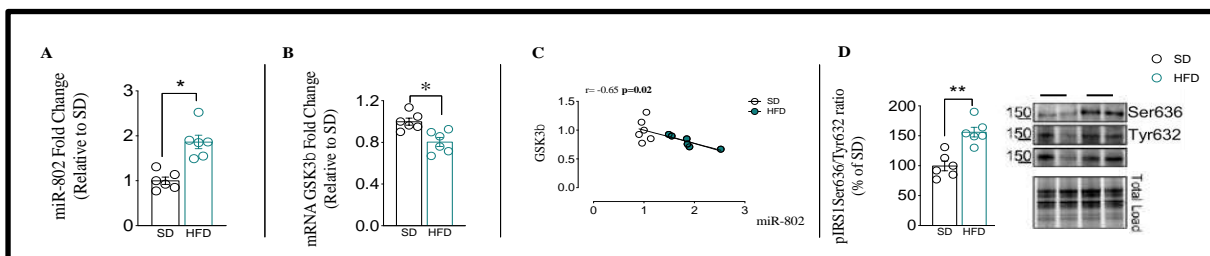 A
miR-802 Fold Change
(Relative to SD)
3
2
1
0
*
SD
HFD
B
mRNA GSK3b Fold Change
(Relative to SD)
1.2
0.8
0.4
0.0
*
SD
HFD
C
r= -0.65 p=0.02
GSK3b
1.5
1.0
0.5
0.0
0
1
2
3
miR-802
SD
HFD
D
pIRS1Ser636/Tyr632 ratio
(% of SD)
200
150
100
50
0
**
SD
HFD
SD
HFD
150
Ser636
150
Tyr632
150
Total Load